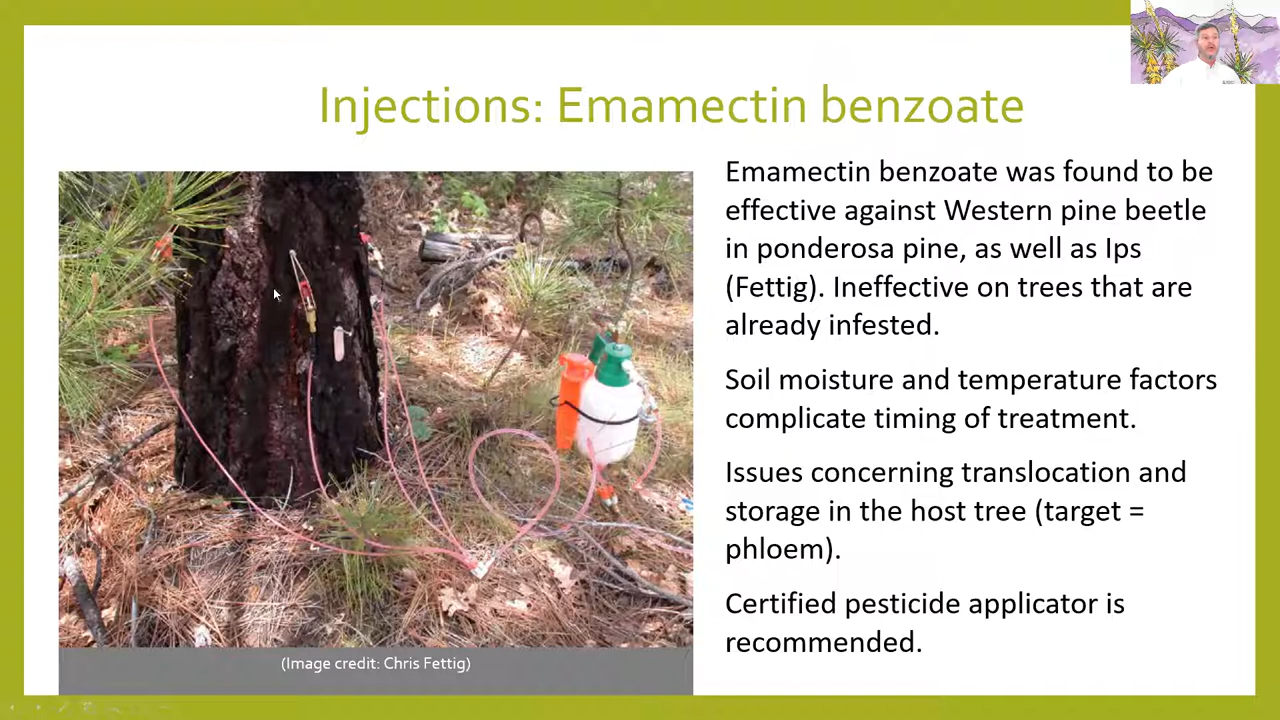 Injections: Emamectin benzoate
Emamectin benzoate was found to be
effective against Western pine beetle
in ponderosa pine, as well as Ips
(Fettig). Ineffective on trees that are
already infested.
Soil moisture and temperature factors
complicate timing of treatment.
Issues concerning translocation and
storage in the host tree (target =
phloem).
Certified pesticide applicator is
recommended.
(Image credit: Chris Fettig)